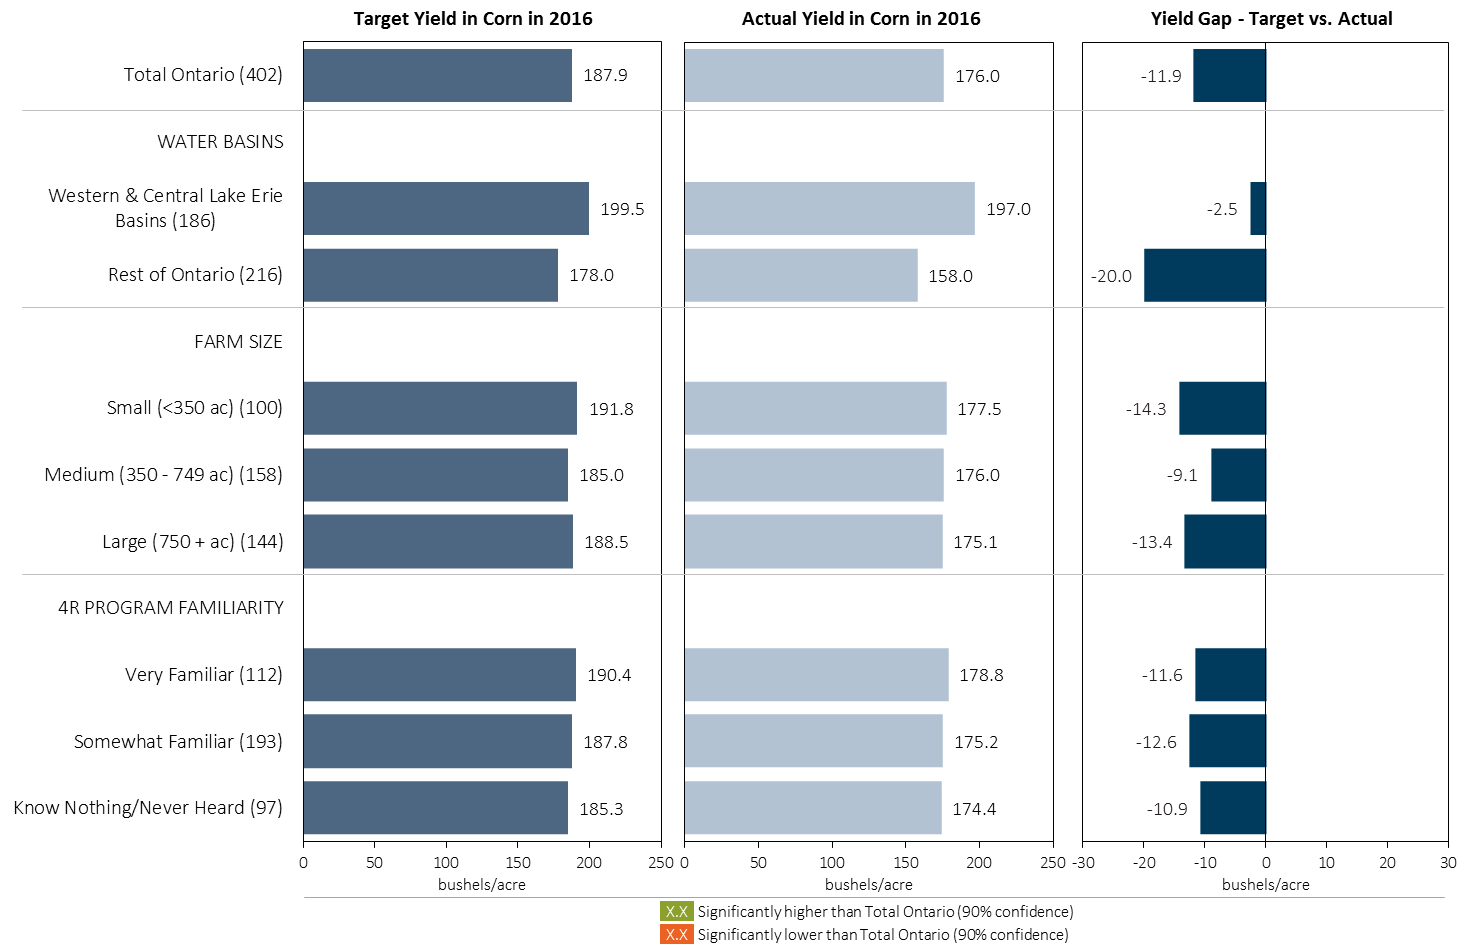 Target Yield in Corn in 2016
Actual Yield in Corn in 2016
Yield Gap - Target vs. Actual
Total Ontario (402)
187.9
176.0
-11.9
WATER BASINS
Western & Central Lake Erie
Basins (186)
199.5
197.0
-2.5
Rest of Ontario (216)
178.0
158.0
-20.0
FARM SIZE
Small (<350 ac) (100)
191.8
177.5
-14.3
Medium (350 - 749 ac) (158)
185.0
176.0
-9.1
Large (750 + ac) (144)
188.5
175.1
-13.4
4R PROGRAM FAMILIARITY
Very Familiar (112)
190.4
178.8
-11.6
Somewhat Familiar (193)
187.8
175.2
-12.6
Know Nothing/Never Heard (97)
185.3
174.4
-10.9
0 50 100 150 200 250
0 50 100 150 200 250
-30 -20 -10 0 10 20 30
bushels/acre
bushels/acre
bushels/acre
X.X Significantly higher than Total Ontario (90% confidence)
X.X Significantly lower than Total Ontario (90% confidence)